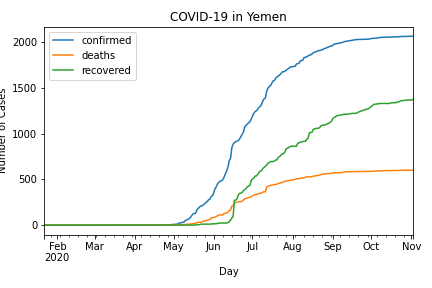 COVID-19 in Yemen
confirmed
deaths
recovered
2000
1500
1000
500
0
Number of Cases
Feb Mar Apr May Jun Jul Aug Sep Oct Nov
2020
Day